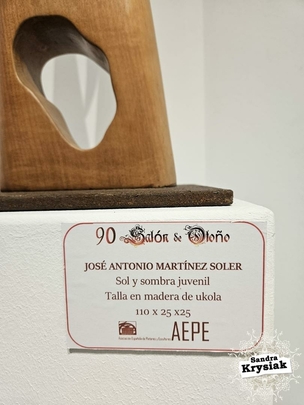 90 Salón de Otoño
JOSÉ ANTONIO MARTÍNEZ SOLER
Sol y sombra juvenil
Talla en madera de ukola
110 x 25 x25
AEPE
Sandra
Krysiak